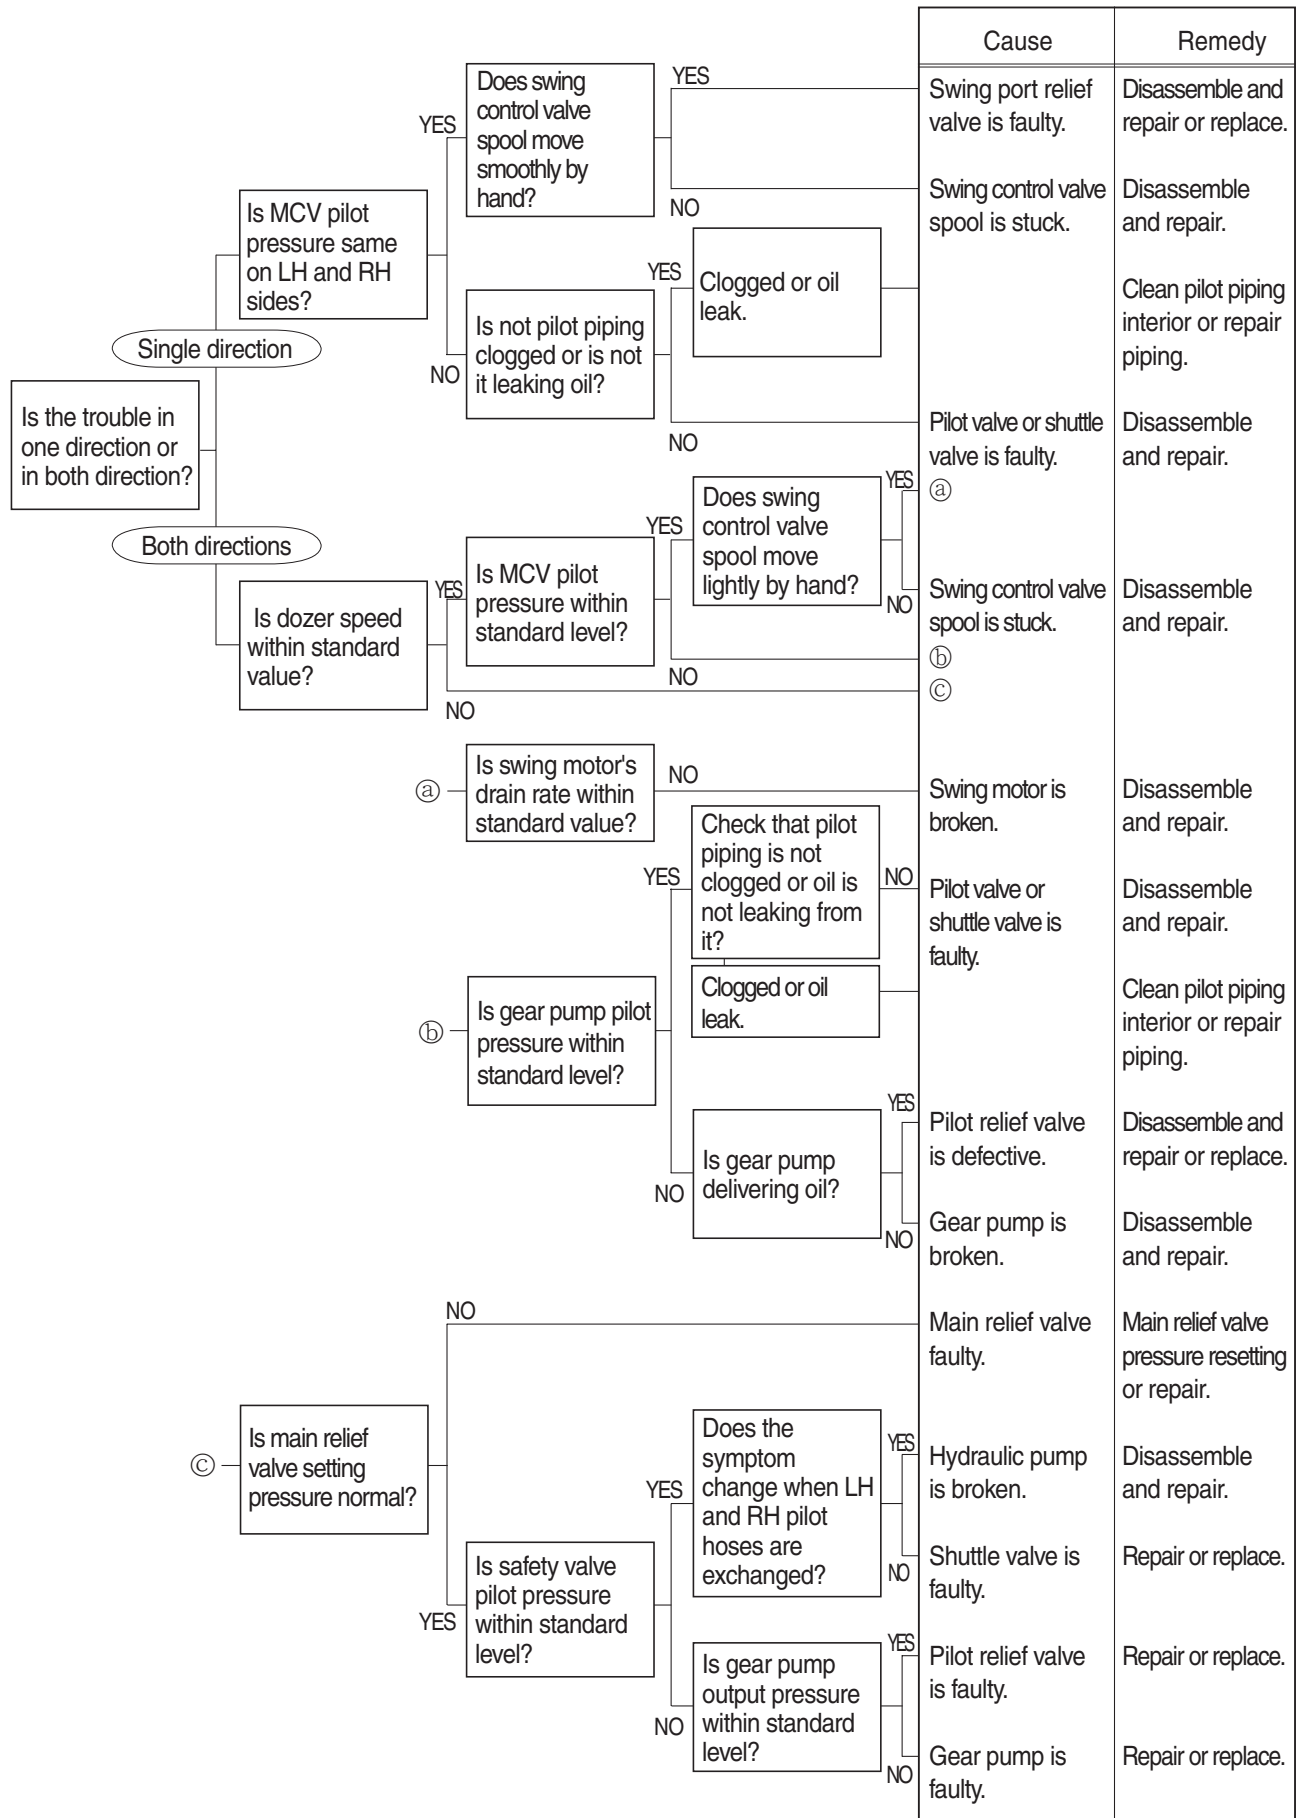 Cause
Remedy
Does swing
control valve
spool move
smoothly by
hand?
YES
YES
NO
Swing port relief
valve is faulty.
Disassemble and
repair or replace.
Swing control valve
spool is stuck.
Disassemble
and repair.
Is MCV pilot
pressure same
on LH and RH
sides?
Single direction
Is not pilot piping
clogged or is not
it leaking oil?
NO
YES
NO
Clogged or oil
leak.
Clean pilot piping
interior or repair
piping.
Pilot valve or shuttle
valve is faulty.
Disassemble
and repair.
Is the trouble in
one direction or
in both direction?
Both directions
Is dozer speed
within standard
value?
YES
NO
Is MCV pilot
pressure within
standard level?
YES
NO
Does swing
control valve
spool move
lightly by hand?
YES
NO
ⓐ
Swing control valve
spool is stuck.
Disassemble
and repair.
ⓑ
ⓒ
ⓐ
Is swing motor's
drain rate within
standard value?
NO
Swing motor is
broken.
Disassemble
and repair.
ⓑ
Is gear pump pilot
pressure within
standard level?
YES
NO
Check that pilot
piping is not
clogged or oil is
not leaking from
it?
NO
Pilot valve or
shuttle valve is
faulty.
Disassemble
and repair.
Clogged or oil
leak.
Clean pilot piping
interior or repair
piping.
Is gear pump
delivering oil?
YES
NO
Pilot relief valve
is defective.
Disassemble and
repair or replace.
Gear pump is
broken.
Disassemble
and repair.
ⓒ
Is main relief
valve setting
pressure normal?
NO
YES
Main relief valve
faulty.
Main relief valve
pressure resetting
or repair.
Is safety valve
pilot pressure
within standard
level?
YES
NO
Does the
symptom
change when LH
and RH pilot
hoses are
exchanged?
YES
NO
Hydraulic pump
is broken.
Disassemble
and repair.
Shuttle valve is
faulty.
Repair or replace.
Is gear pump
output pressure
within standard
level?
YES
NO
Pilot relief valve
is faulty.
Repair or replace.
Gear pump is
faulty.
Repair or replace.